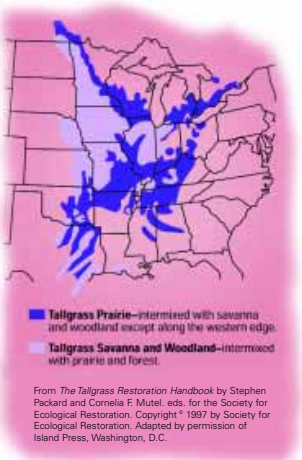 Tallgrass Prairie–intermixed with savanna
and woodland except along the western edge.
Tallgrass Savanna and Woodland–intermixed
with prairie and forest.
From The Tallgrass Restoration Handbook by Stephen
Packard and Cornelia F. Mutel. eds. for the Society for
Ecological Restoration. Copyright © 1997 by Society for
Ecological Restoration. Adapted by permission of
Island Press, Washington, D.C.